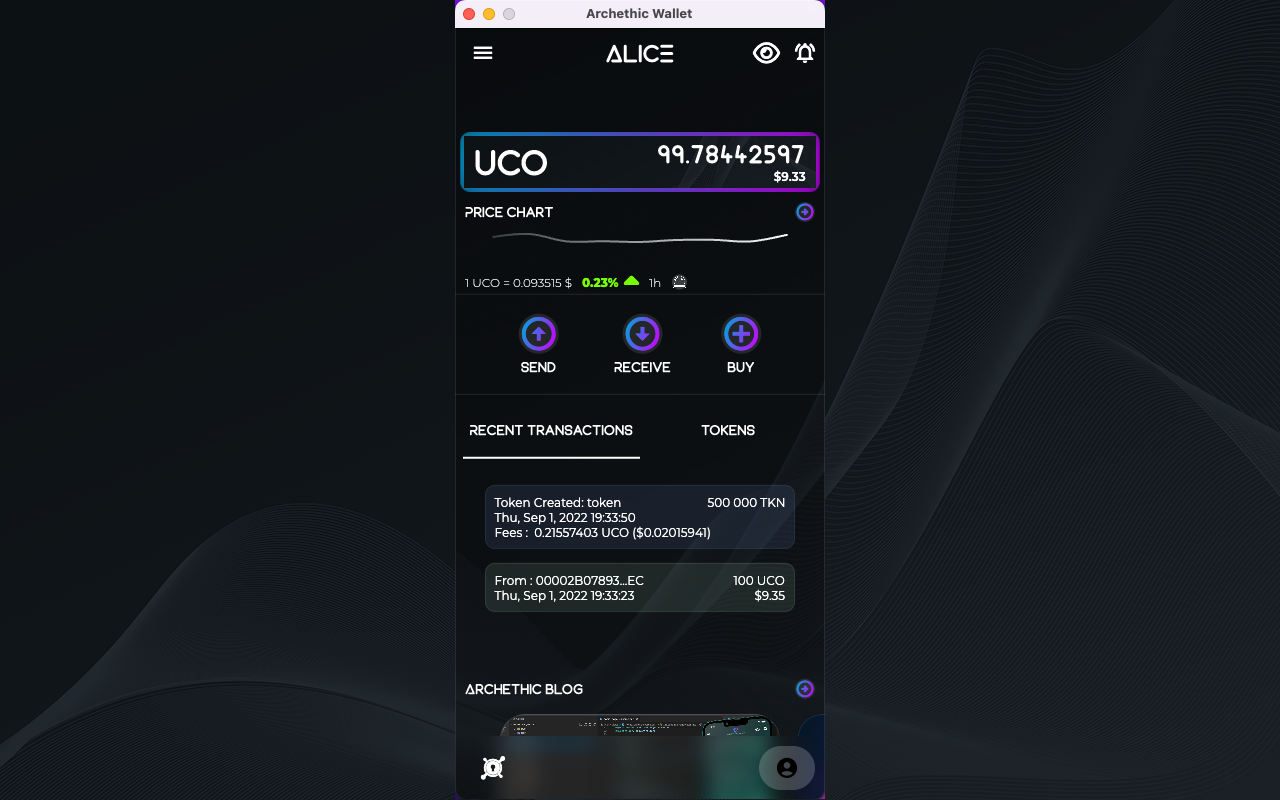 Archethic Wallet
ALICE
UCO
99.78442597
$9.33
PRICE CHART
1 UCO = 0.093515 $ 0.23% 1h
SEND RECEIVE BUY
RECENT TRANSACTIONS TOKENS
Token Created: token 500 000 TKN
Thu, Sep 1, 2022 19:33:50
Fees : 0.21557403 UCO ($0.02015941)
From : 00002B07893...EC 100 UCO
Thu, Sep 1, 2022 19:33:23 $9.35
ARCHETHIC BLOG